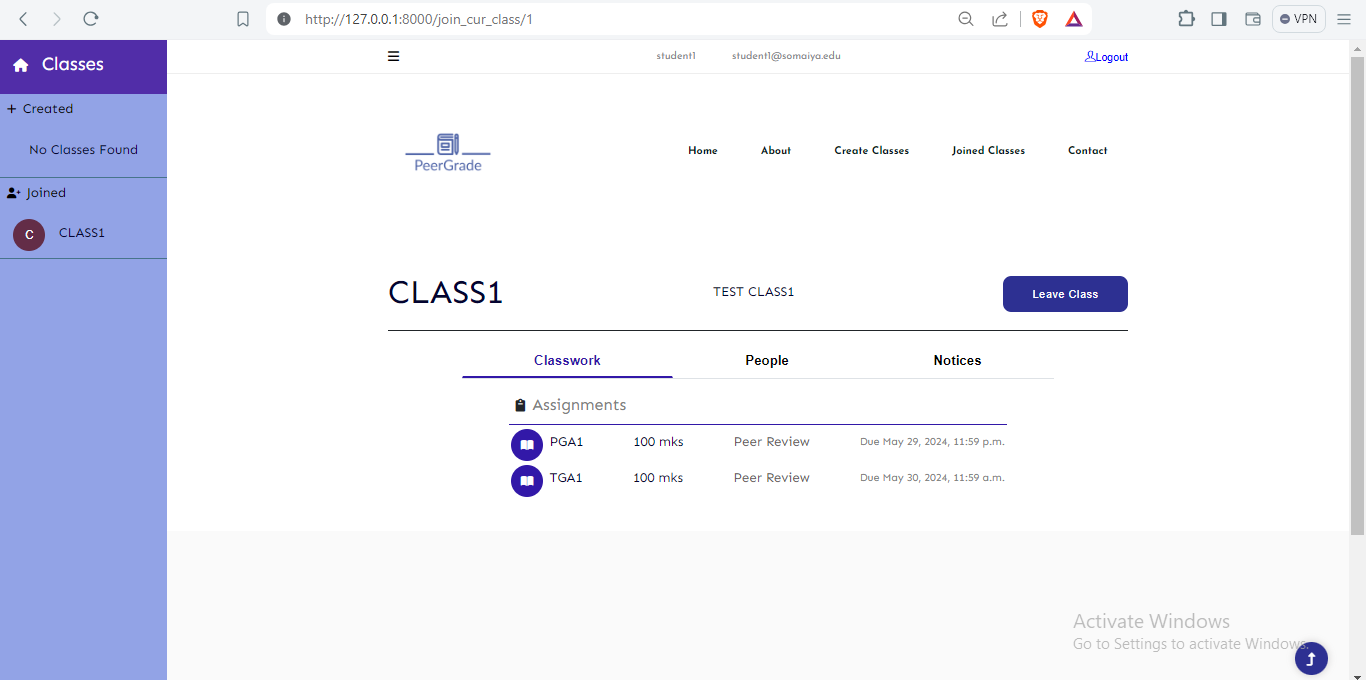 http://127.0.0.1:8000/join_cur_class/1
VPN
Classes
+ Created
No Classes Found
Joined
C CLASS1
student1 student1@somaiya.edu Logout
PeerGrade
Home About Create Classes Joined Classes Contact
CLASS1 TEST CLASS1 Leave Class
Classwork People Notices
Assignments
PGA1 100 mks Peer Review Due May 29, 2024, 11:59 p.m.
TGA1 100 mks Peer Review Due May 30, 2024, 11:59 a.m.
Activate Windows
Go to Settings to activate Windows.